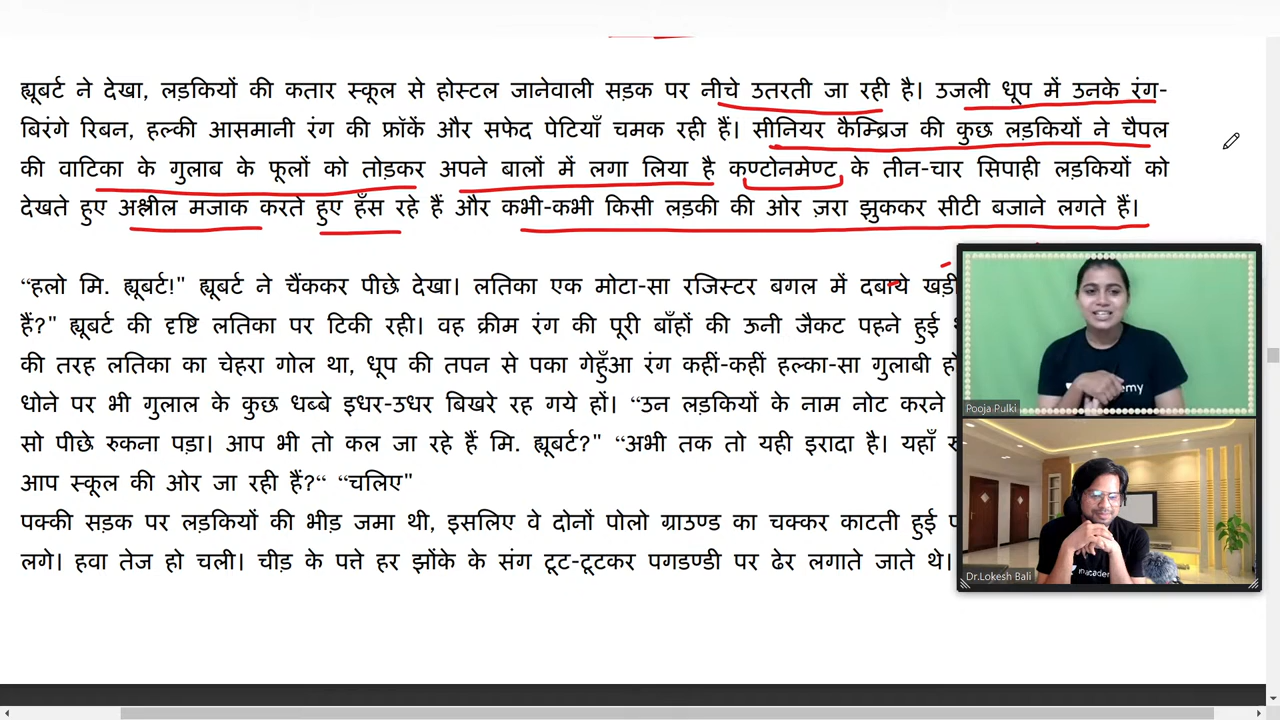 ह्यूबर्ट ने देखा, लड़कियों की कतार स्कूल से होस्टल जानेवाली सड़क पर नीचे उतरती जा रही है। उजली धूप में उनके रंग-
बिरंगे रिबन, हल्की आसमानी रंग की फ्रॉकें और सफेद पेटियाँ चमक रही हैं। सीनियर कैम्ब्रिज की कुछ लड़कियों ने चैपल
की वाटिका के गुलाब के फूलों को तोड़कर अपने बालों में लगा लिया है कण्टोनमेण्ट के तीन-चार सिपाही लड़कियों को
देखते हुए अश्लील मजाक करते हुए हँस रहे हैं और कभी-कभी किसी लड़की की ओर ज़रा झुककर सीटी बजाने लगते हैं।
“हलो मि. ह्यूबर्ट!" ह्यूबर्ट ने चैंककर पीछे देखा। लतिका एक मोटा-सा रजिस्टर बगल में दबाये खड़ी
हैं?" ह्यूबर्ट की दृष्टि लतिका पर टिकी रही। वह क्रीम रंग की पूरी बाँहों की ऊनी जैकट पहने हुई
की तरह लतिका का चेहरा गोल था, धूप की तपन से पका गेहुँआ रंग कहीं-कहीं हल्का-सा गुलाबी
धोने पर भी गुलाल के कुछ धब्बे इधर-उधर बिखरे रह गये हों। “उन लड़कियों के नाम नोट करने
सो पीछे रुकना पड़ा। आप भी तो कल जा रहे हैं मि. ह्यूबर्ट?" “अभी तक तो यही इरादा है। यहाँ
आप स्कूल की ओर जा रही हैं?“ “चलिए"
पक्की सड़क पर लड़कियों की भीड़ जमा थी, इसलिए वे दोनों पोलो ग्राउण्ड का चक्कर काटती हुई
लगे। हवा तेज हो चली। चीड़ के पत्ते हर झोंके के संग टूट-टूटकर पगडण्डी पर ढेर लगाते जाते थे।
Pooja Pulki
Dr.Lokesh Bali